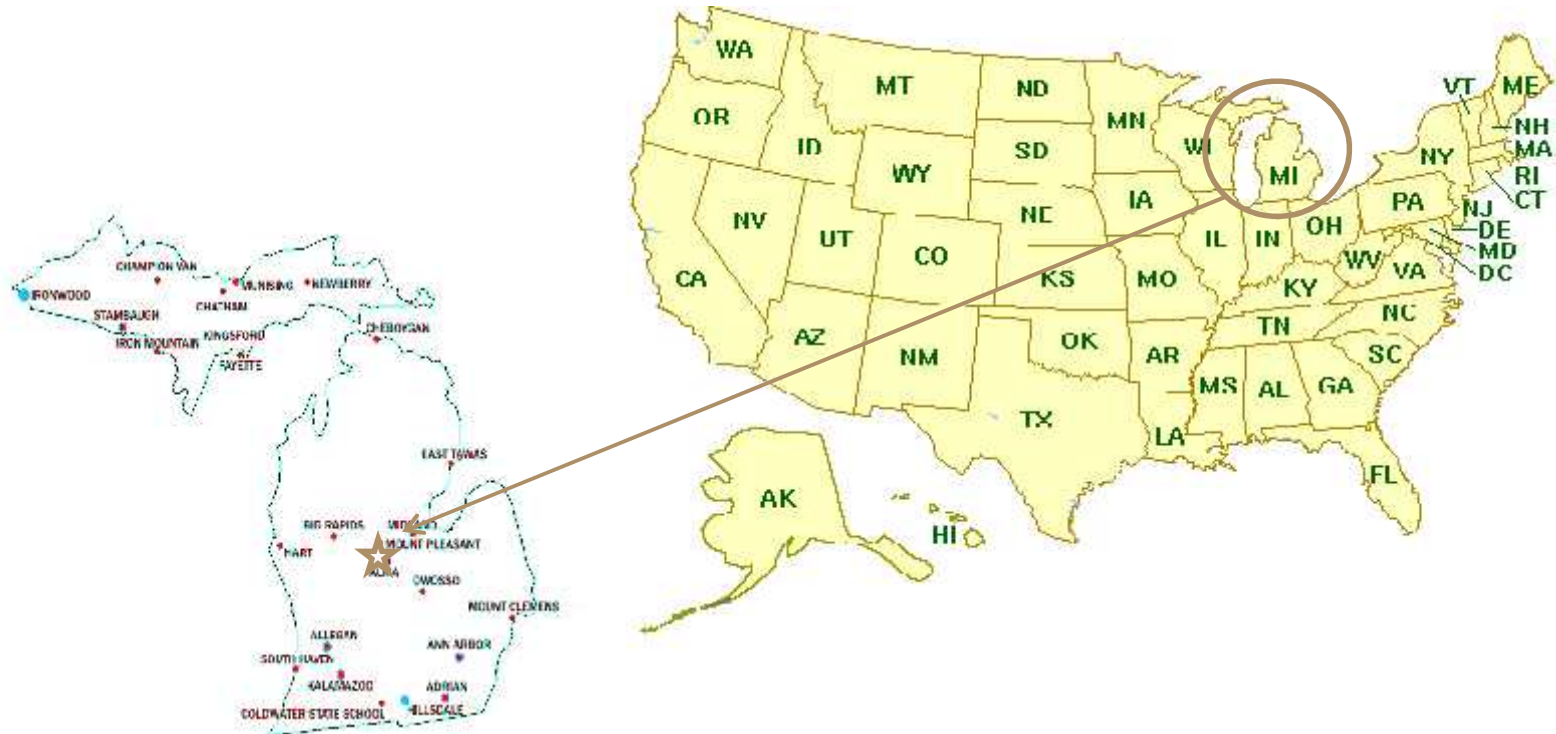 CHAMPION VAN
IRONWOOD
MUNISING
NEWBERRY
CHATHAN
STAMBAUGH
IRON MOUNTAIN
KINGSFORD
FAYETTE
CHEBOYGAN
EAST TAWAS
BIG RAPIDS
HART
MOUNT PLEASANT
OWOSSO
MOUNT CLEMENS
ALLEGAN
ANN ARBOR
SOUTH HAVEN
KALAMAZOO
ADRIAN
COLDWATER STATE SCHOOL
HILLSDALE
WA
MT
ND
MN
OR
ID
SD
WI
WY
MI
VT
ME
NH
MA
NY
RI
CT
NV
NE
IA
PA
NJ
UT
CO
IL
IN
OH
DE
MD
DC
CA
KS
MO
WV
VA
KY
AZ
NM
OK
AR
TN
NC
SC
MS
AL
GA
TX
LA
FL
AK
HI